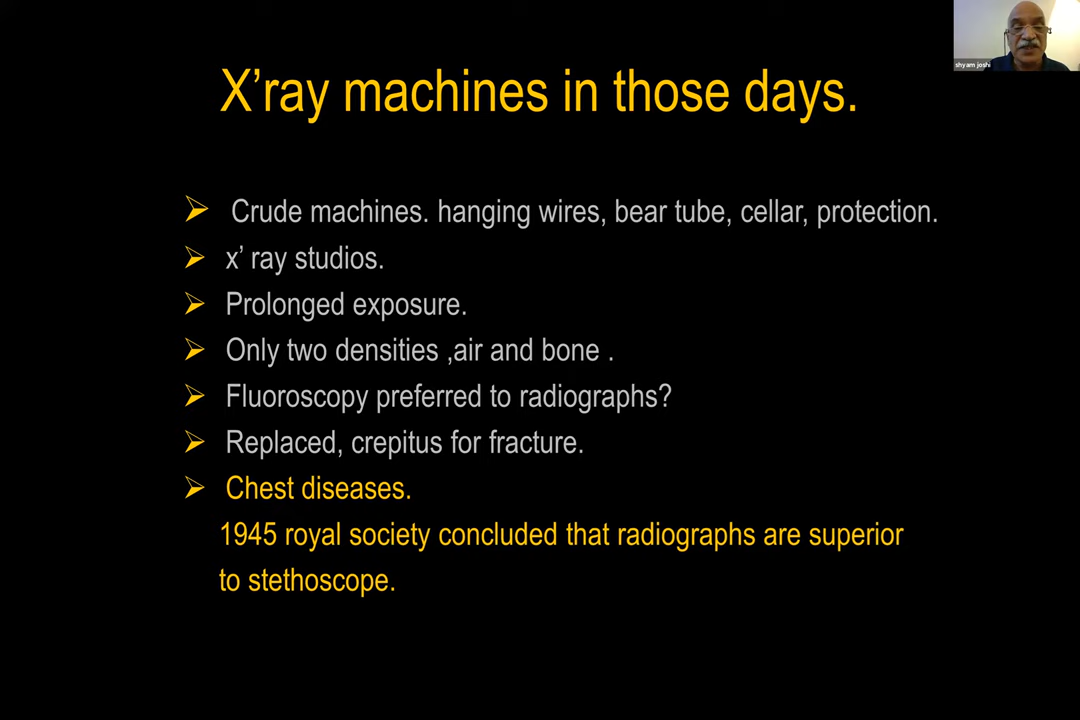 shyam joshi
X’ray machines in those days.
Crude machines. hanging wires, bear tube, cellar, protection.
x’ ray studios.
Prolonged exposure.
Only two densities ,air and bone .
Fluoroscopy preferred to radiographs?
Replaced, crepitus for fracture.
Chest diseases.
1945 royal society concluded that radiographs are superior
to stethoscope.